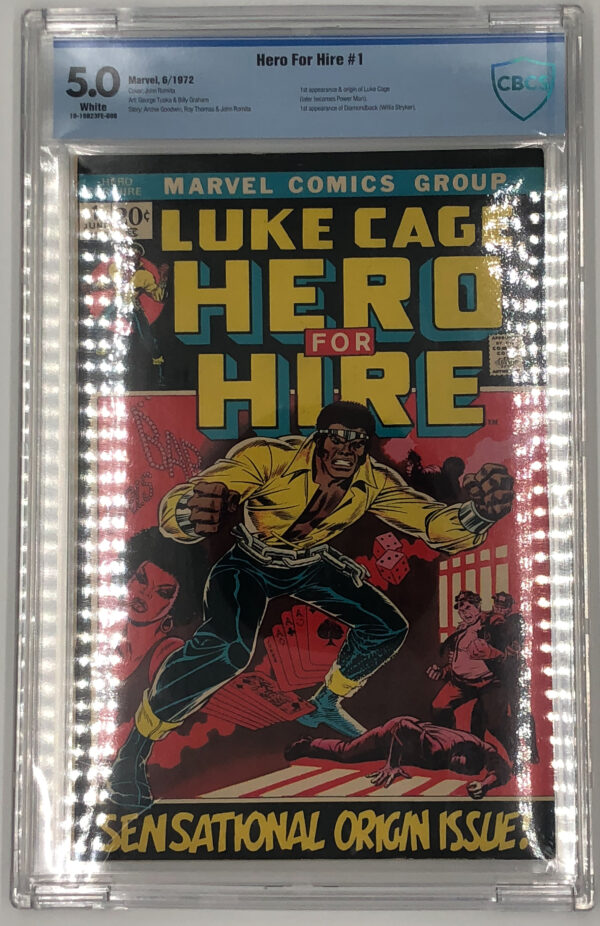 Hero For Hire #1
5.0
White
Marvel, 6/1972
Cover: John Romita
Art: George Tuska & Billy Graham
Story: Archie Goodwin, Roy Thomas & John Romita
1st appearance & origin of Luke Cage
(later becomes Power Man).
1st appearance of Diamondback (Willis Stryker).
CBCS
MARVEL COMICS GROUP
20¢
JUNE
LUKE CAGE
HERO
FOR
HIRE
TM
SENSATIONAL ORIGIN ISSUE!